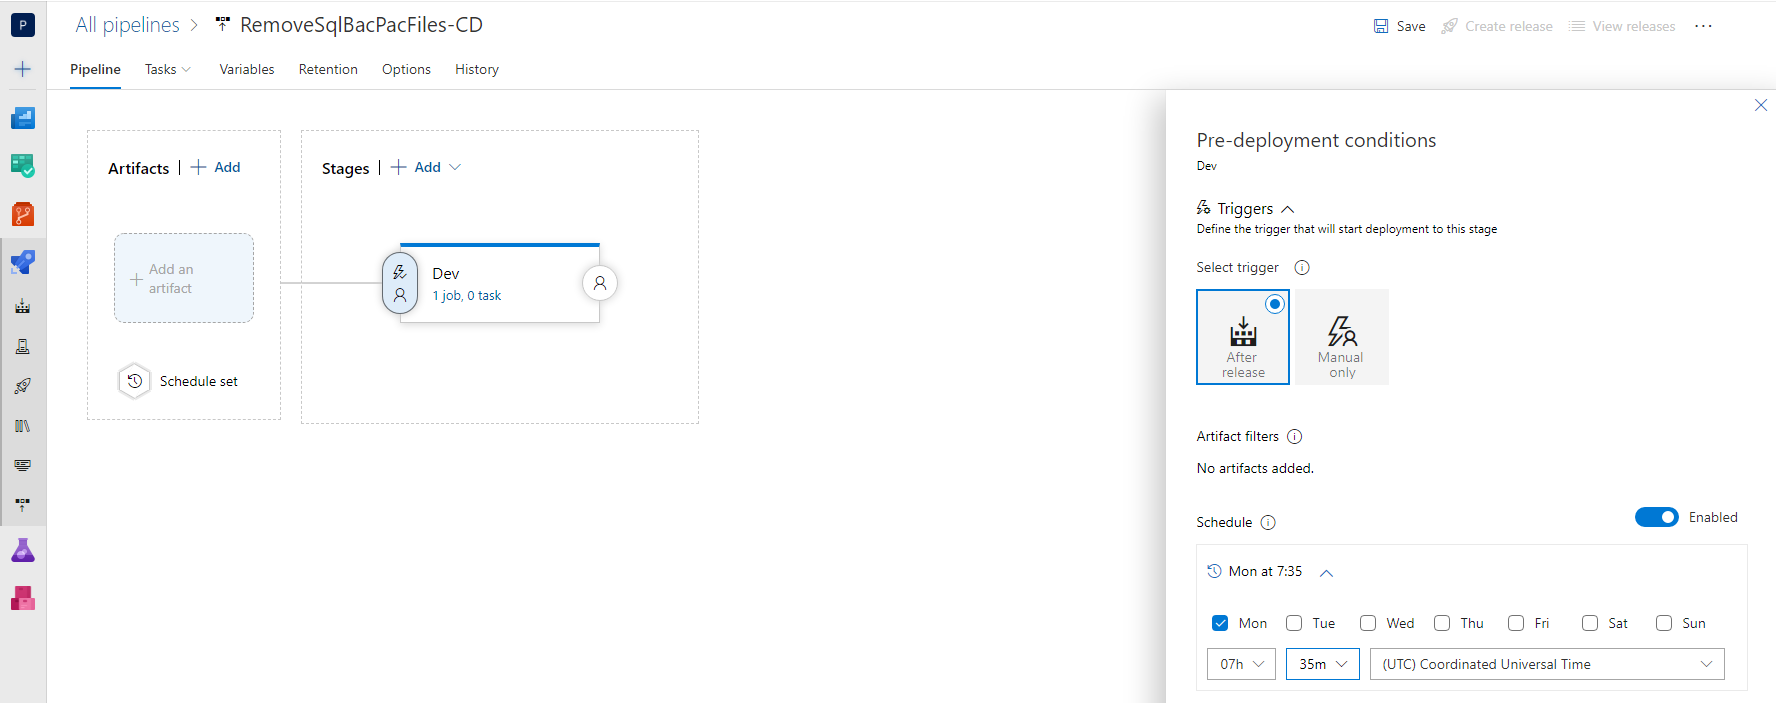 P
All pipelines > RemoveSqlBacPacFiles-CD
Save Create release View releases ...
Pipeline Tasks Variables Retention Options History
Pre-deployment conditions
Dev
Artifacts | + Add
Stages | + Add
Triggers
Define the trigger that will start deployment to this stage
Select trigger
Add an
artifact
Dev
1 job, 0 task
After
release
Manual
only
Schedule set
Artifact filters
No artifacts added.
Schedule
Enabled
Mon at 7:35
Mon Tue Wed Thu Fri Sat Sun
07h 35m (UTC) Coordinated Universal Time